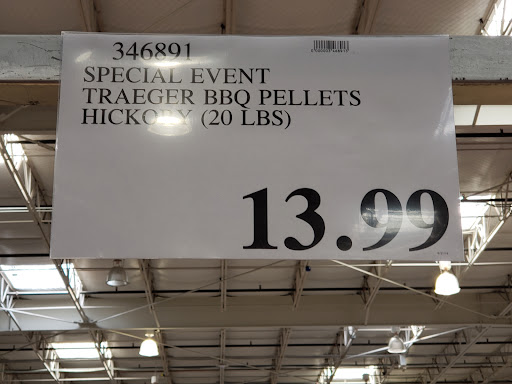 346891
SPECIAL EVENT
TRAEGER BBQ PELLETS
HICKORY (20 LBS)
13.99